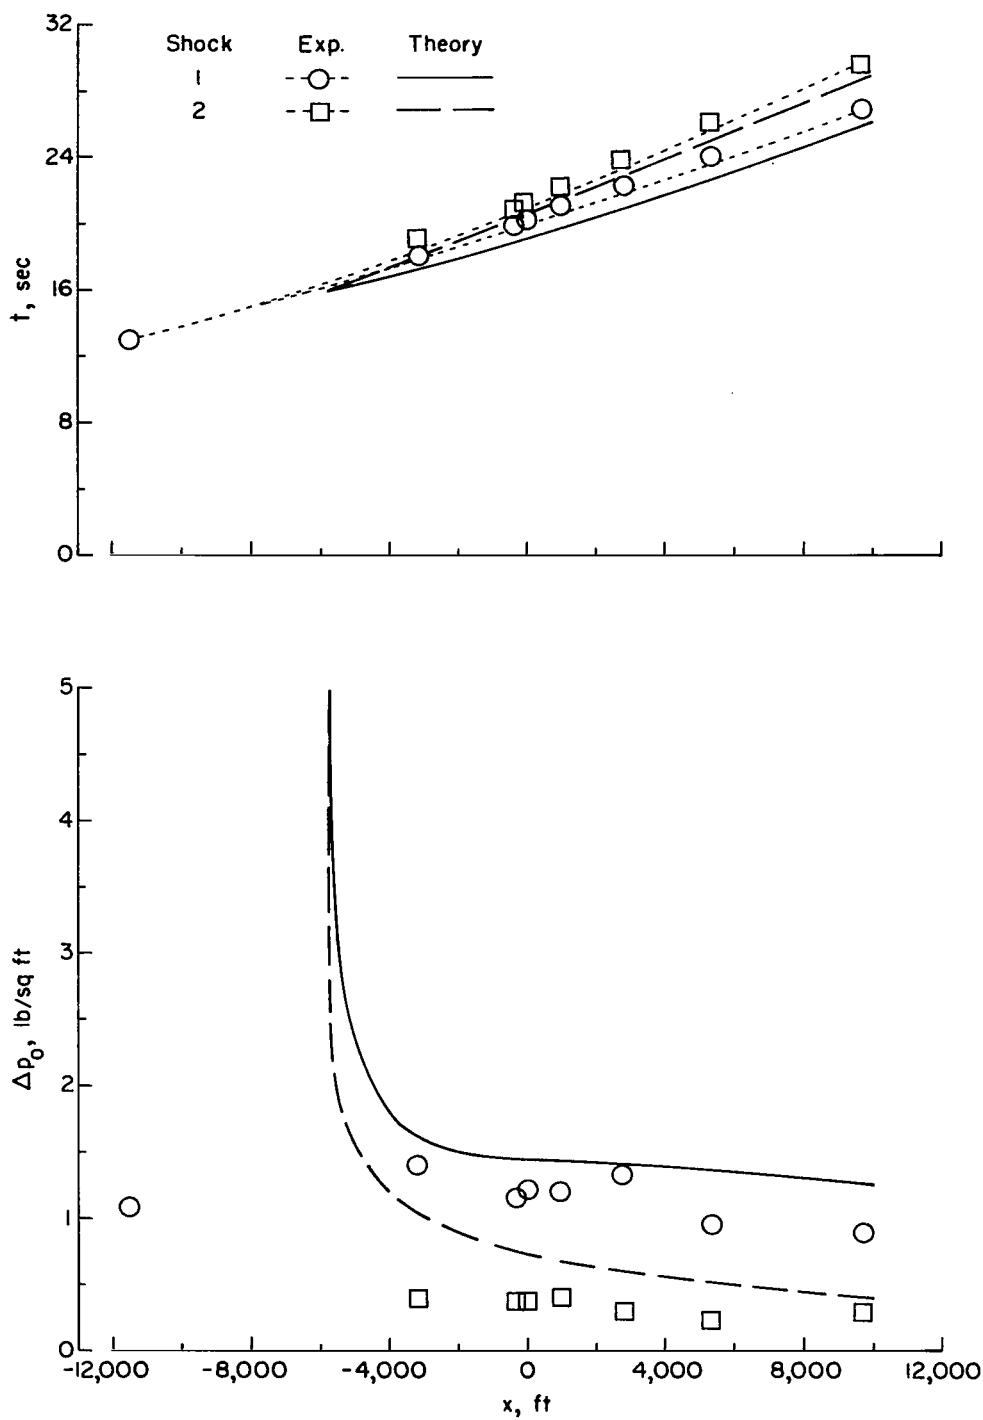 32
Shock Exp. Theory
1
2
24
16
t, sec
8
0
5
4
3
Δp₀, lb/sq ft
2
1
0
-12,000 -8,000 -4,000 0 4,000 8,000 12,000
x, ft